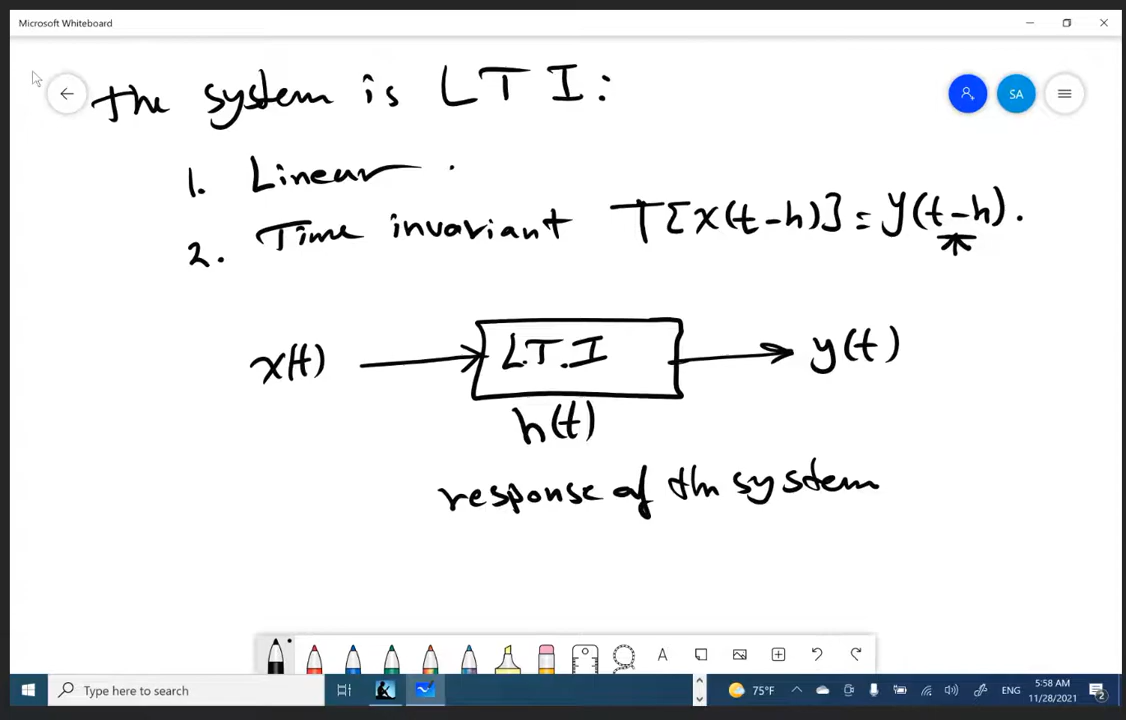 Microsoft Whiteboard
the system is LTI:
SA
1. Linear
2. Time invariant T[x(t-h)] = y(t-h).
x(t) L.T.I y(t)
h(t)
response of the system
A
Type here to search
75°F
ENG
5:58 AM
11/28/2021
2